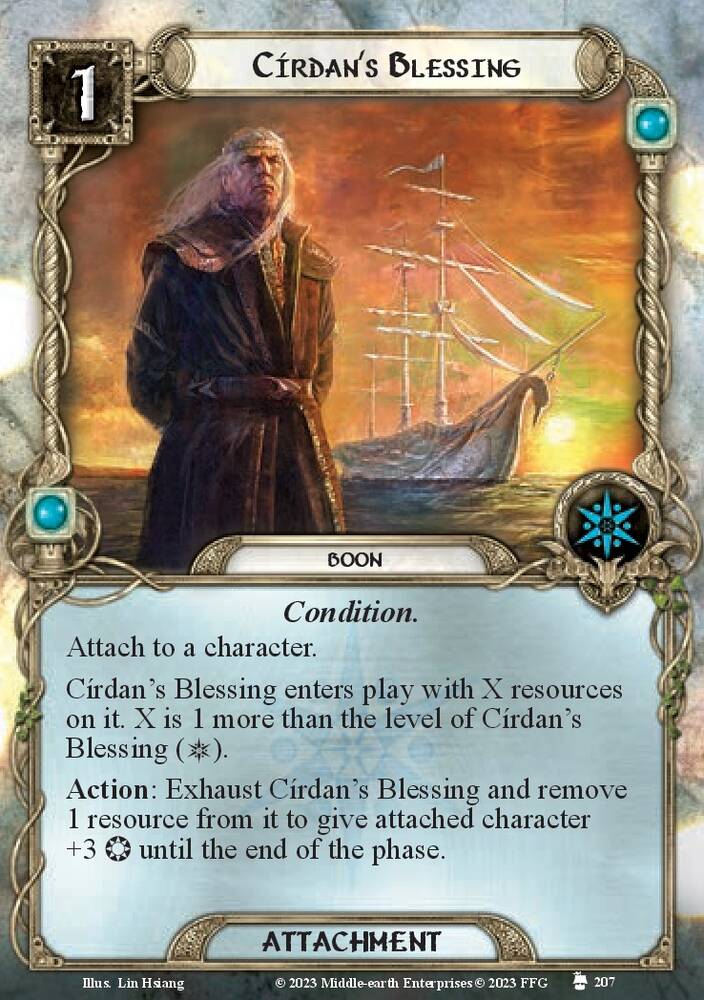 1
CÍRDAN'S BLESSING
BOON
Condition.
Attach to a character.
Círdan's Blessing enters play with X resources
on it. X is 1 more than the level of Círdan's
Blessing ( ).
Action: Exhaust Círdan's Blessing and remove
1 resource from it to give attached character
+3 until the end of the phase.
ATTACHMENT
Illus. Lin Hsiang © 2023 Middle-earth Enterprises © 2023 FFG 207